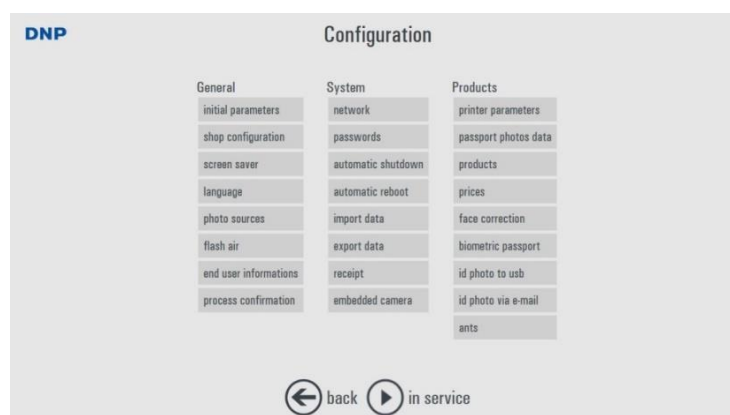 DNP
Configuration
General
initial parameters
shop configuration
screen saver
language
photo sources
flash air
end user informations
process confirmation
System
network
passwords
automatic shutdown
automatic reboot
import data
export data
receipt
embedded camera
Products
printer parameters
passport photos data
products
prices
face correction
biometric passport
id photo to usb
id photo via e-mail
ants
back
in service